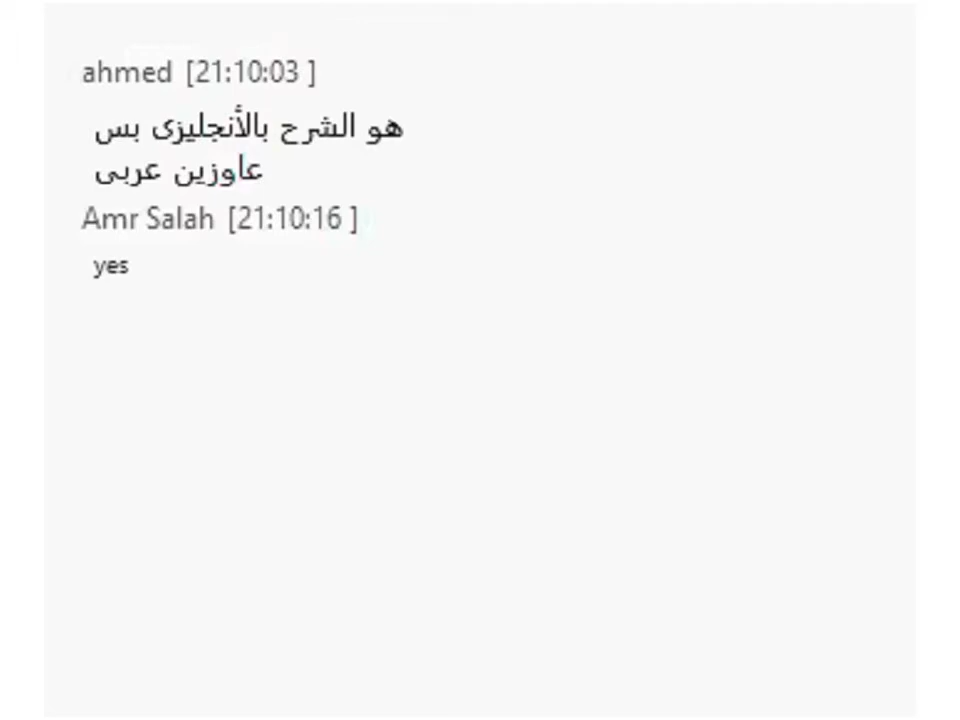 ahmed [21:10:03 ]
هو الشرح بالأنجليزى بس
عاوزين عربى
Amr Salah [21:10:16 ]
yes